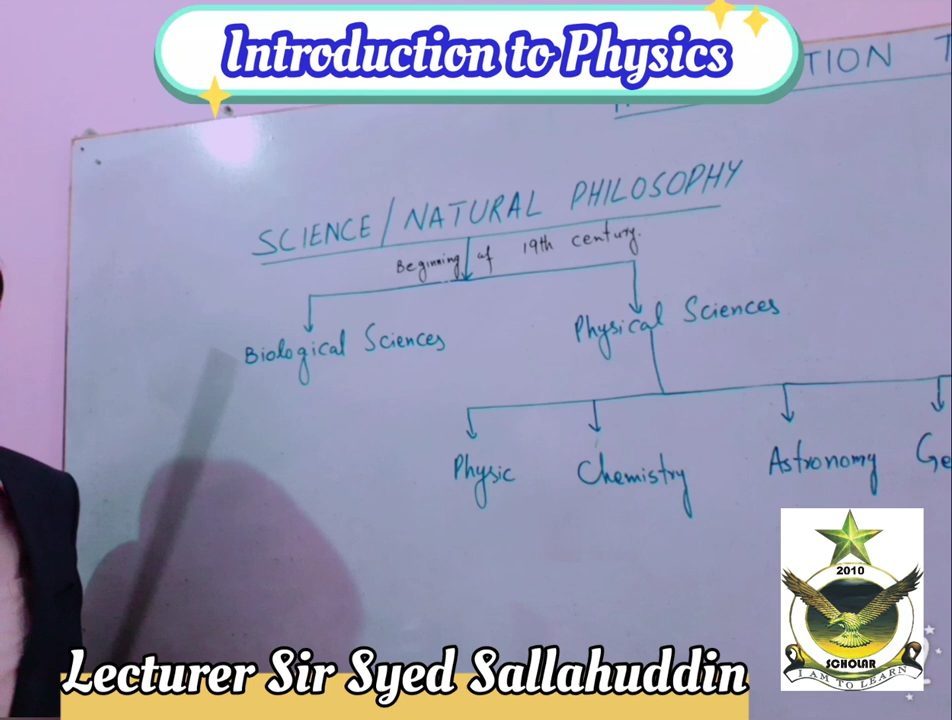 Introduction to Physics
TION T
SCIENCE/NATURAL PHILOSOPHY
Beginning of 19th century.
Biological Sciences
Physical Sciences
Physic Chemistry Astronomy Ge
2010
SCHOLAR
I AM TO LEARN
Lecturer Sir Syed Sallahuddin